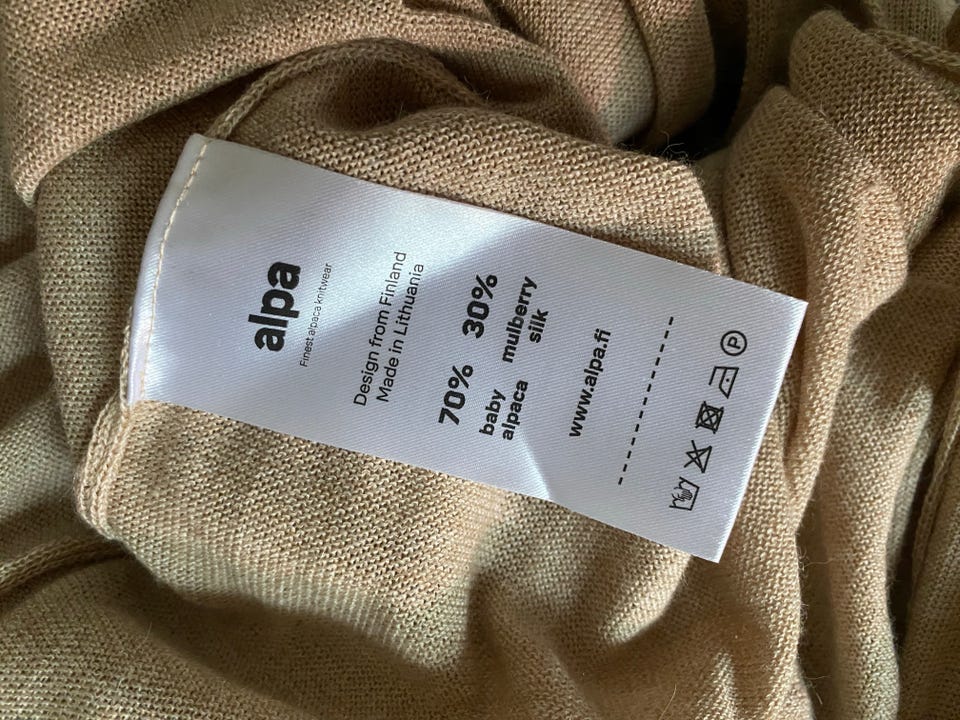 alpa
Finest alpaca knitwear
Design from Finland
Made in Lithuania
70% 30%
baby mulberry
alpaca silk
www.alpa.fi
P